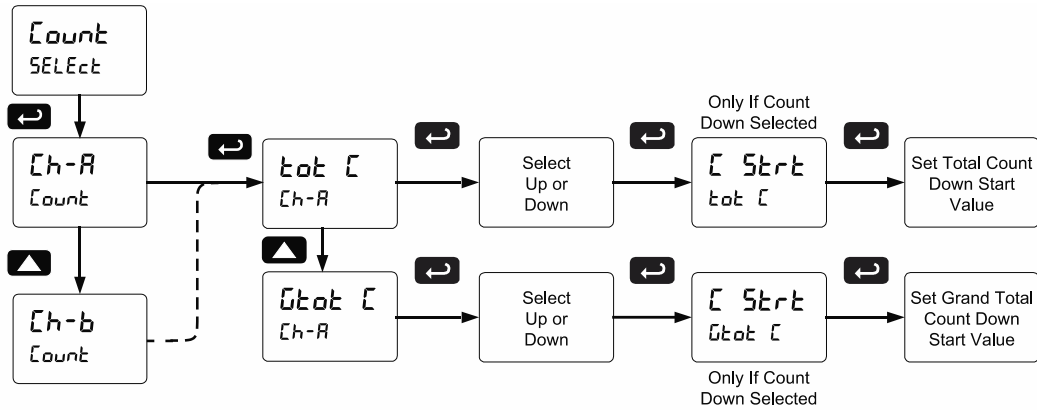 Count
SELEct
Ch-A
Count
Ch-b
Count
tot C
Ch-A
Gtot C
Ch-A
Select
Up or
Down
Select
Up or
Down
Only If Count
Down Selected
C Strt
tot C
C Strt
Gtot C
Only If Count
Down Selected
Set Total Count
Down Start
Value
Set Grand Total
Count Down
Start Value